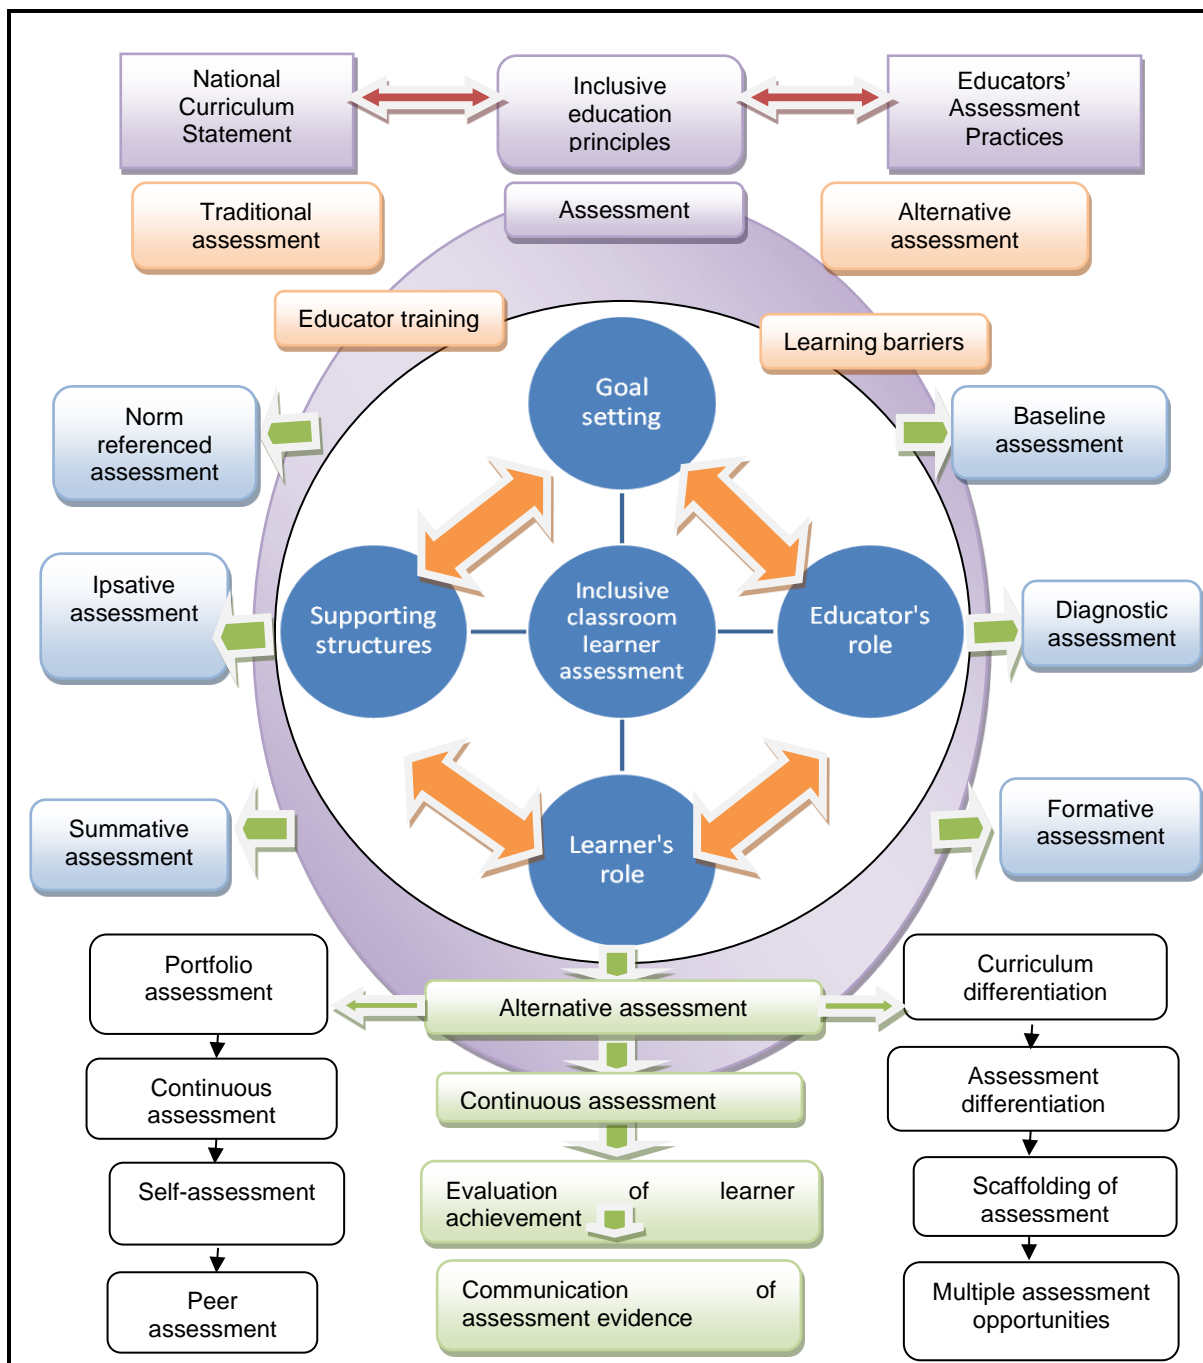 National
Curriculum
Statement
Inclusive
education
principles
Educators'
Assessment
Practices
Traditional
assessment
Assessment
Alternative
assessment
Educator training
Learning barriers
Goal
setting
Norm
referenced
assessment
Baseline
assessment
Ipsative
assessment
Supporting
structures
Inclusive
classroom
learner
assessment
Educator's
role
Diagnostic
assessment
Summative
assessment
Learner's
role
Formative
assessment
Portfolio
assessment
Alternative assessment
Curriculum
differentiation
Continuous
assessment
Continuous assessment
Assessment
differentiation
Self-assessment
Evaluation of learner
achievement
Scaffolding of
assessment
Peer
assessment
Communication of
assessment evidence
Multiple assessment
opportunities